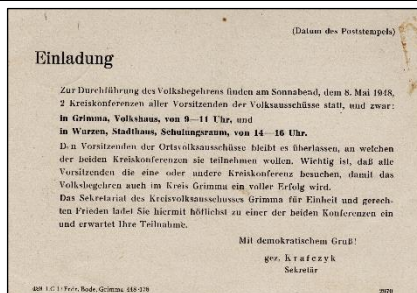 (Datum des Poststempels)
Einladung
Zur Durchführung des Volksbegehrens finden am Sonnabend, dem 8. Mai 1948,
2 Kreiskonferenzen aller Vorsitzenden der Volksausschüsse statt, und zwar:
in Grimma, Volkshaus, von 9—11 Uhr, und
in Wurzen, Stadthaus, Schulungsraum, von 14—16 Uhr.
Den Vorsitzenden der Ortsvolksausschüsse bleibt es überlassen, an welchen
der beiden Kreiskonferenzen sie teilnehmen wollen. Wichtig ist, daß alle
Vorsitzenden die eine oder andere Kreiskonferenz besuchen, damit das
Volksbegehren auch im Kreis Grimma ein voller Erfolg wird.
Das Sekretariat des Kreisvolksausschusses Grimma für Einheit und gerech-
ten Frieden ladet Sie hiermit höflichst zu einer der beiden Konferenzen ein
und erwartet Ihre Teilnahme.
Mit demokratischem Gruß!
gez. Krafczyk
Sekretär
Bode, Grimma
2970